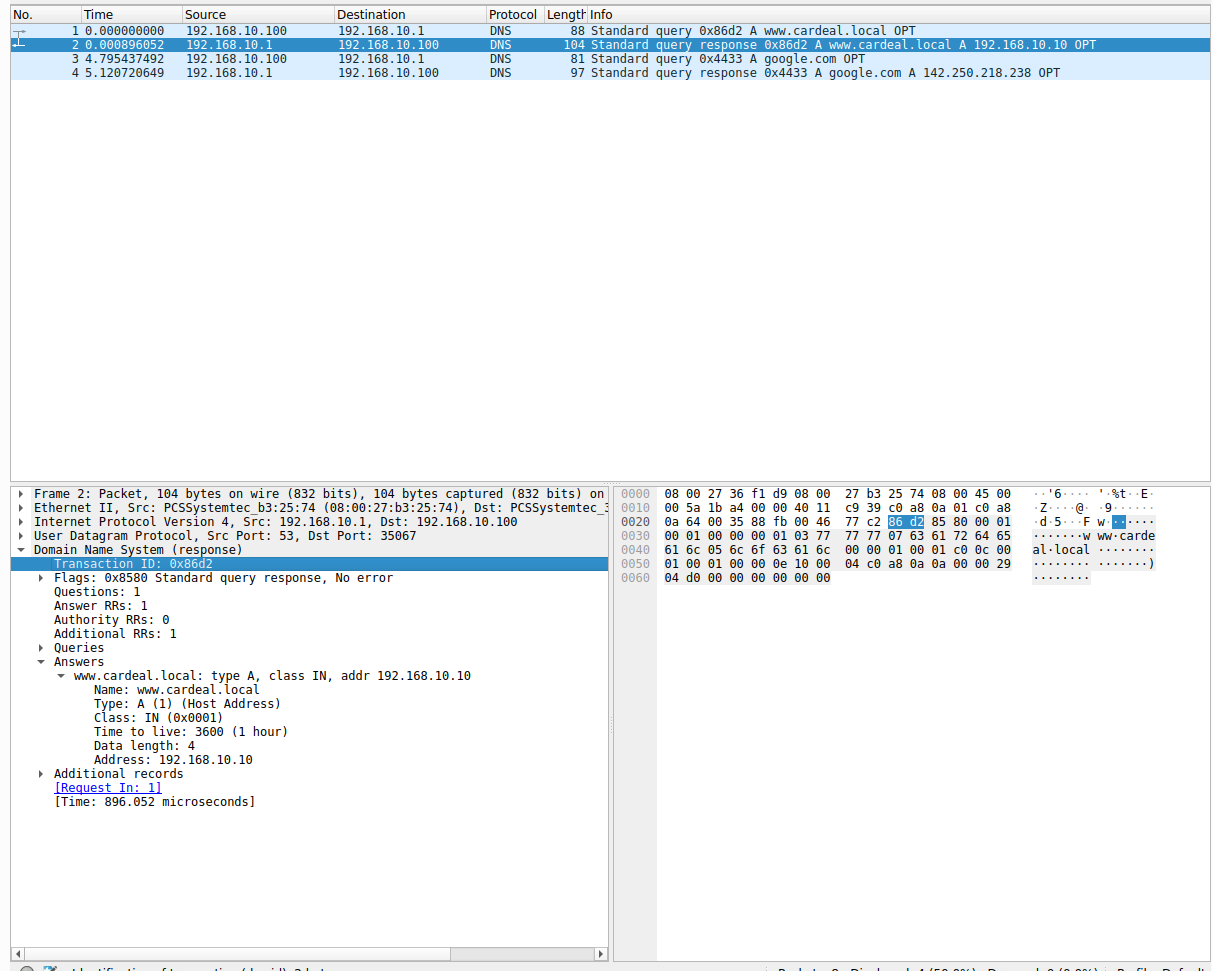 No. Time Source Destination Protocol Length Info
1 0.000000000 192.168.10.100 192.168.10.1 DNS 88 Standard query 0x86d2 A www.cardeal.local OPT
2 0.000896052 192.168.10.1 192.168.10.100 DNS 104 Standard query response 0x86d2 A www.cardeal.local A 192.168.10.10 OPT
3 4.795437492 192.168.10.100 192.168.10.1 DNS 81 Standard query 0x4433 A google.com OPT
4 5.120720649 192.168.10.1 192.168.10.100 DNS 97 Standard query response 0x4433 A google.com A 142.250.218.238 OPT
Frame 2: Packet, 104 bytes on wire (832 bits), 104 bytes captured (832 bits) on
Ethernet II, Src: PCSSystemtec_b3:25:74 (08:00:27:b3:25:74), Dst: PCSSystemtec_3
Internet Protocol Version 4, Src: 192.168.10.1, Dst: 192.168.10.100
User Datagram Protocol, Src Port: 53, Dst Port: 35067
Domain Name System (response)
Transaction ID: 0x86d2
Flags: 0x8580 Standard query response, No error
Questions: 1
Answer RRs: 1
Authority RRs: 0
Additional RRs: 1
Queries
Answers
www.cardeal.local: type A, class IN, addr 192.168.10.10
Name: www.cardeal.local
Type: A (1) (Host Address)
Class: IN (0x0001)
Time to live: 3600 (1 hour)
Data length: 4
Address: 192.168.10.10
Additional records
[Request In: 1]
[Time: 896.052 microseconds]
0000 08 00 27 36 f1 d9 08 00 27 b3 25 74 08 00 45 00 ··'6····'·%t··E·
0010 00 5a 1b a4 00 00 40 11 c9 39 c0 a8 0a 01 c0 a8 ·Z····@··9······
0020 0a 64 00 35 88 fb 00 46 77 c2 86 d2 85 80 00 01 ·d·5···Fw·······
0030 00 01 00 00 00 01 03 77 77 77 07 63 61 72 64 65 ·······www·carde
0040 61 6c 05 6c 6f 63 61 6c 00 00 01 00 01 c0 0c 00 al·local········
0050 01 00 01 00 00 0e 10 00 04 c0 a8 0a 0a 00 00 29 ···············)
0060 04 d0 00 00 00 00 00 00 ········